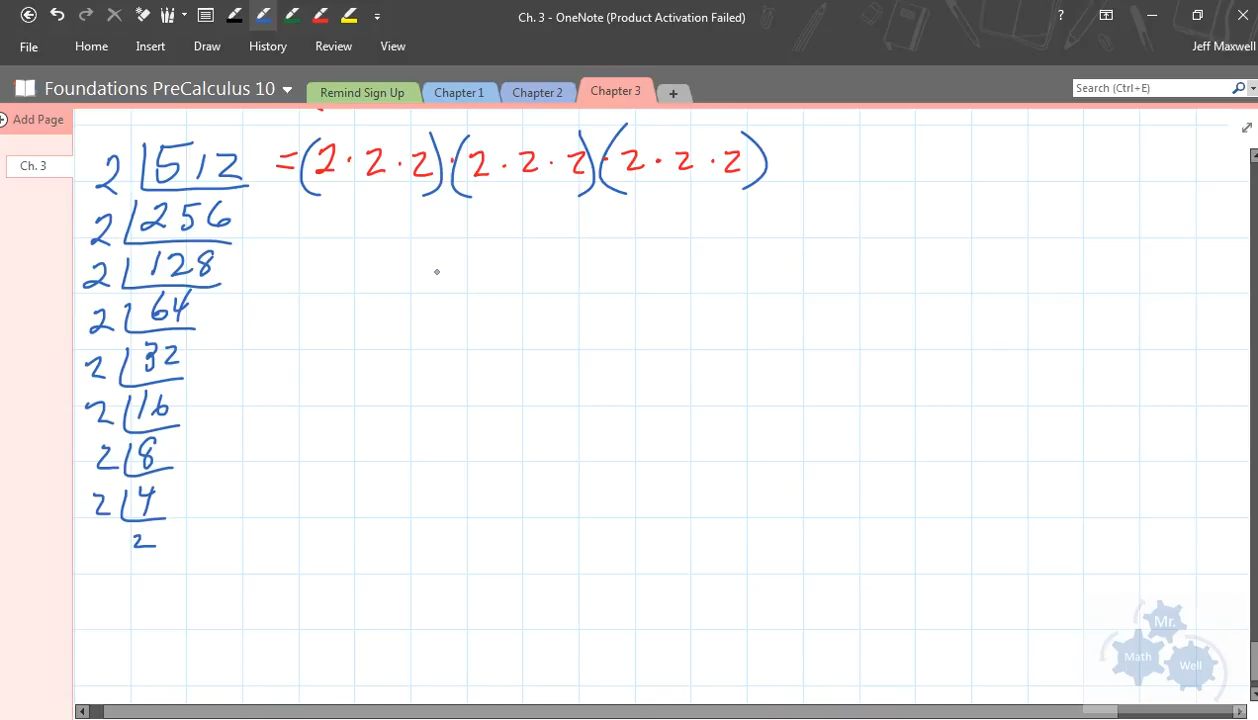 Ch. 3 - OneNote (Product Activation Failed)
?
File Home Insert Draw History Review View
Jeff Maxwell
Foundations PreCalculus 10
Remind Sign Up Chapter 1 Chapter 2 Chapter 3 +
Search (Ctrl+E)
Add Page
Ch. 3
2 512 = (2 · 2 · 2) · (2 · 2 · 2) · (2 · 2 · 2)
2 256
2 128
2 64
2 32
2 16
2 8
2 4
2
Mr.
Math
Well